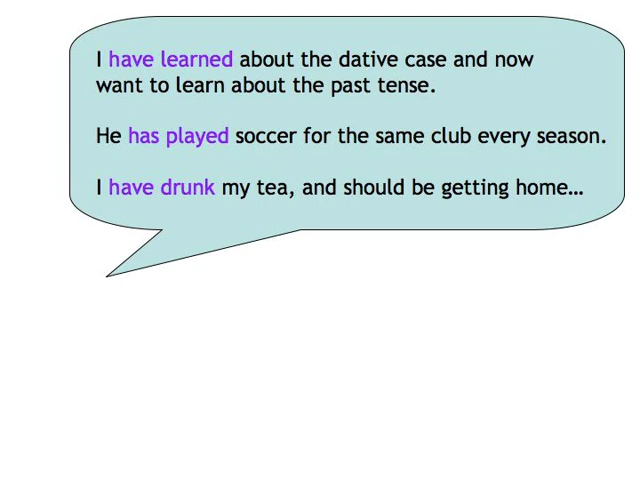 I have learned about the dative case and now
want to learn about the past tense.
He has played soccer for the same club every season.
I have drunk my tea, and should be getting home…